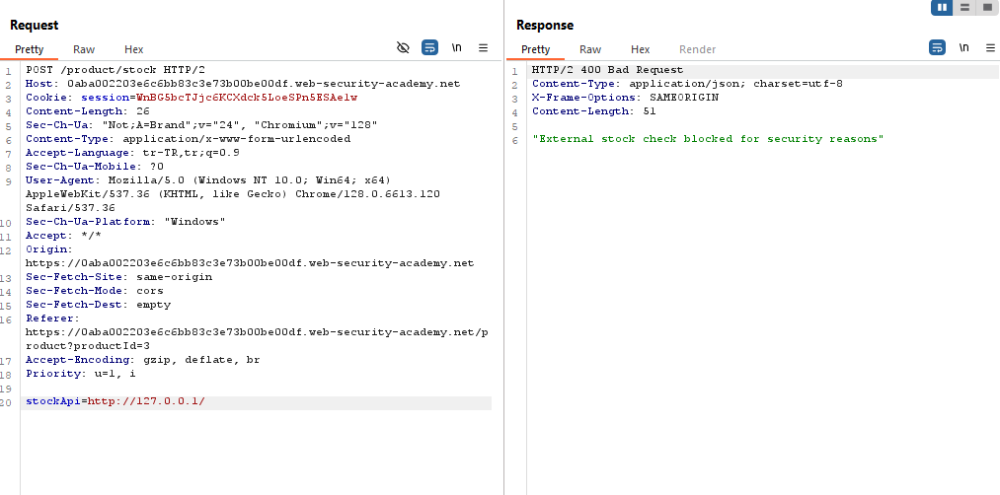 Request
Pretty Raw Hex \n
1 POST /product/stock HTTP/2
2 Host: 0aba002203e6c6bb83c3e73b00be00df.web-security-academy.net
3 Cookie: session=WnBG5bcTJjc6KCXdck5LoeSPn5ESAelw
4 Content-Length: 26
5 Sec-Ch-Ua: "Not;A=Brand";v="24", "Chromium";v="128"
6 Content-Type: application/x-www-form-urlencoded
7 Accept-Language: tr-TR,tr;q=0.9
8 Sec-Ch-Ua-Mobile: ?0
9 User-Agent: Mozilla/5.0 (Windows NT 10.0; Win64; x64)
AppleWebKit/537.36 (KHTML, like Gecko) Chrome/128.0.6613.120
Safari/537.36
10 Sec-Ch-Ua-Platform: "Windows"
11 Accept: */*
12 Origin:
https://0aba002203e6c6bb83c3e73b00be00df.web-security-academy.net
13 Sec-Fetch-Site: same-origin
14 Sec-Fetch-Mode: cors
15 Sec-Fetch-Dest: empty
16 Referer:
https://0aba002203e6c6bb83c3e73b00be00df.web-security-academy.net/p
roduct?productId=3
17 Accept-Encoding: gzip, deflate, br
18 Priority: u=1, i
19
20 stockApi=http://127.0.0.1/
Response
Pretty Raw Hex Render \n
1 HTTP/2 400 Bad Request
2 Content-Type: application/json; charset=utf-8
3 X-Frame-Options: SAMEORIGIN
4 Content-Length: 51
5
6 "External stock check blocked for security reasons"